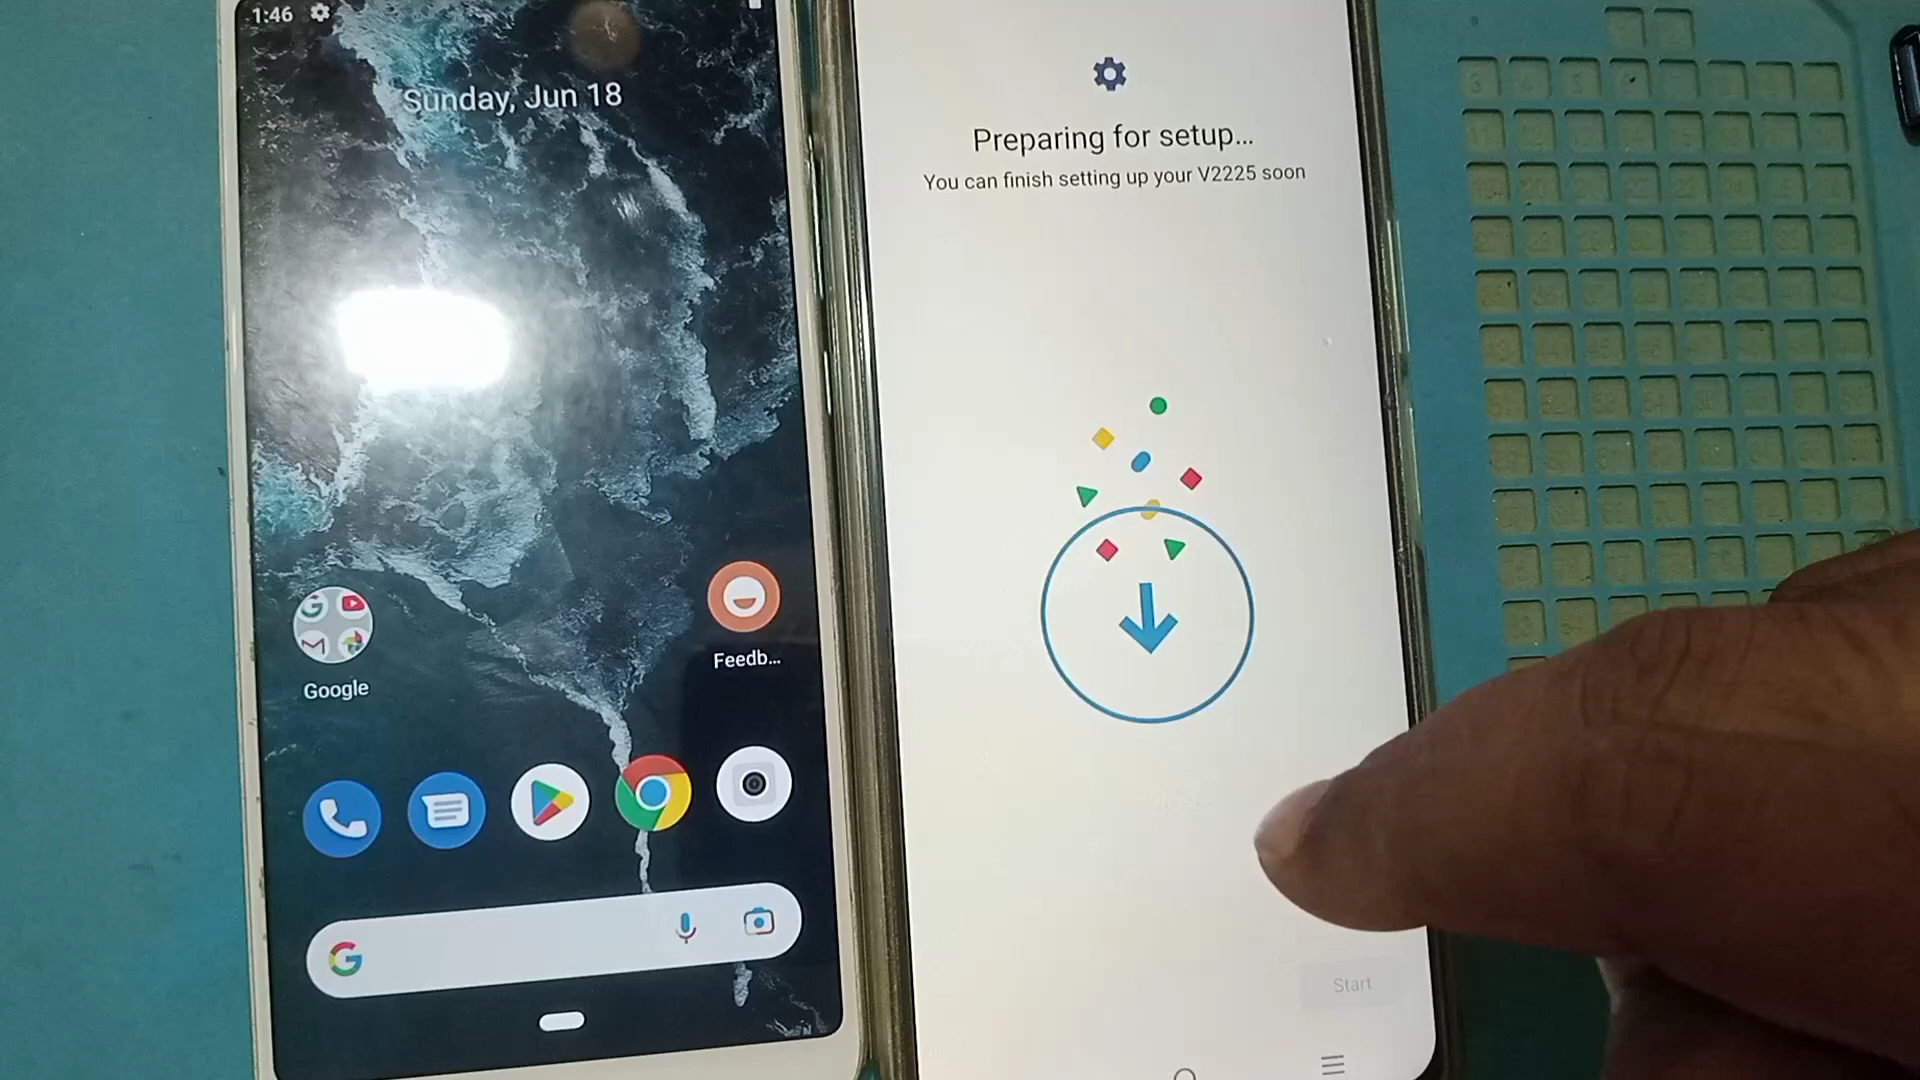 1:46
Sunday, Jun 18
Google
Feedb...
Preparing for setup...
You can finish setting up your V2225 soon
Start